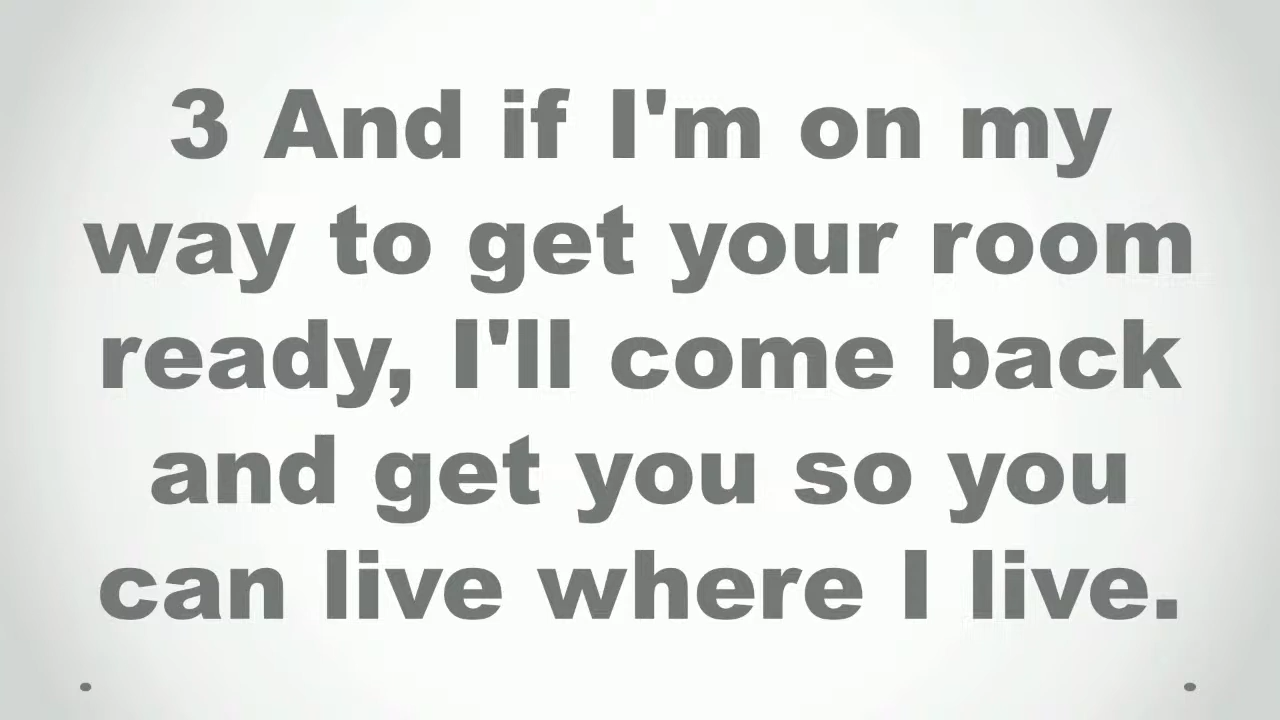 3 And if I'm on my
way to get your room
ready, I'll come back
and get you so you
can live where I live.